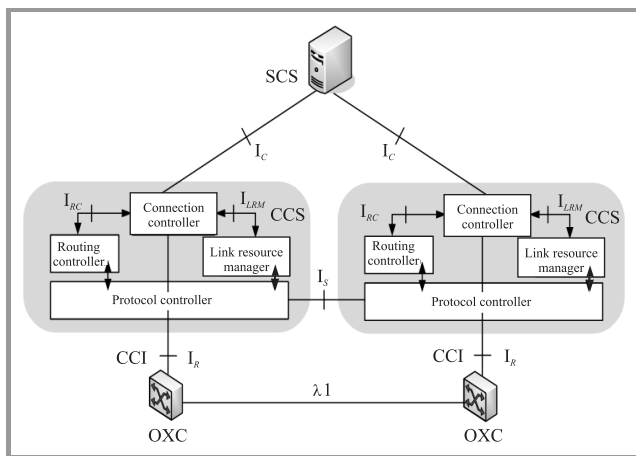 SCS
I_C
I_C
I_RC
Connection
controller
I_LRM
CCS
Routing
controller
Link resource
manager
Protocol controller
I_S
I_RC
Connection
controller
I_LRM
CCS
Routing
controller
Link resource
manager
Protocol controller
CCI
I_R
CCI
I_R
λ1
OXC
OXC